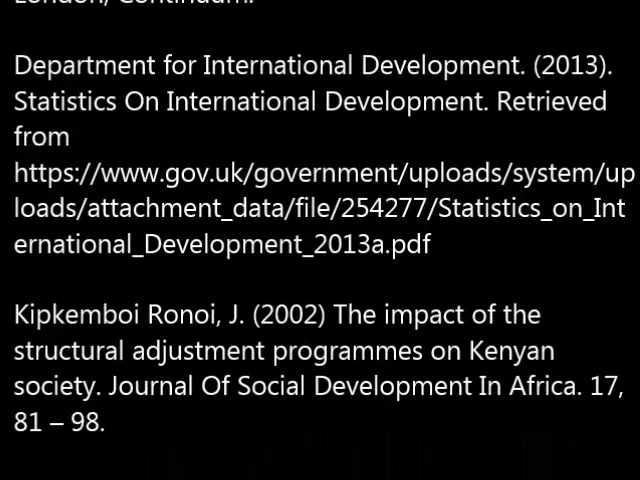 London, Continuum.
Department for International Development. (2013).
Statistics On International Development. Retrieved
from
https://www.gov.uk/government/uploads/system/up
loads/attachment_data/file/254277/Statistics_on_Int
ernational_Development_2013a.pdf
Kipkemboi Ronoi, J. (2002) The impact of the
structural adjustment programmes on Kenyan
society. Journal Of Social Development In Africa. 17,
81 – 98.